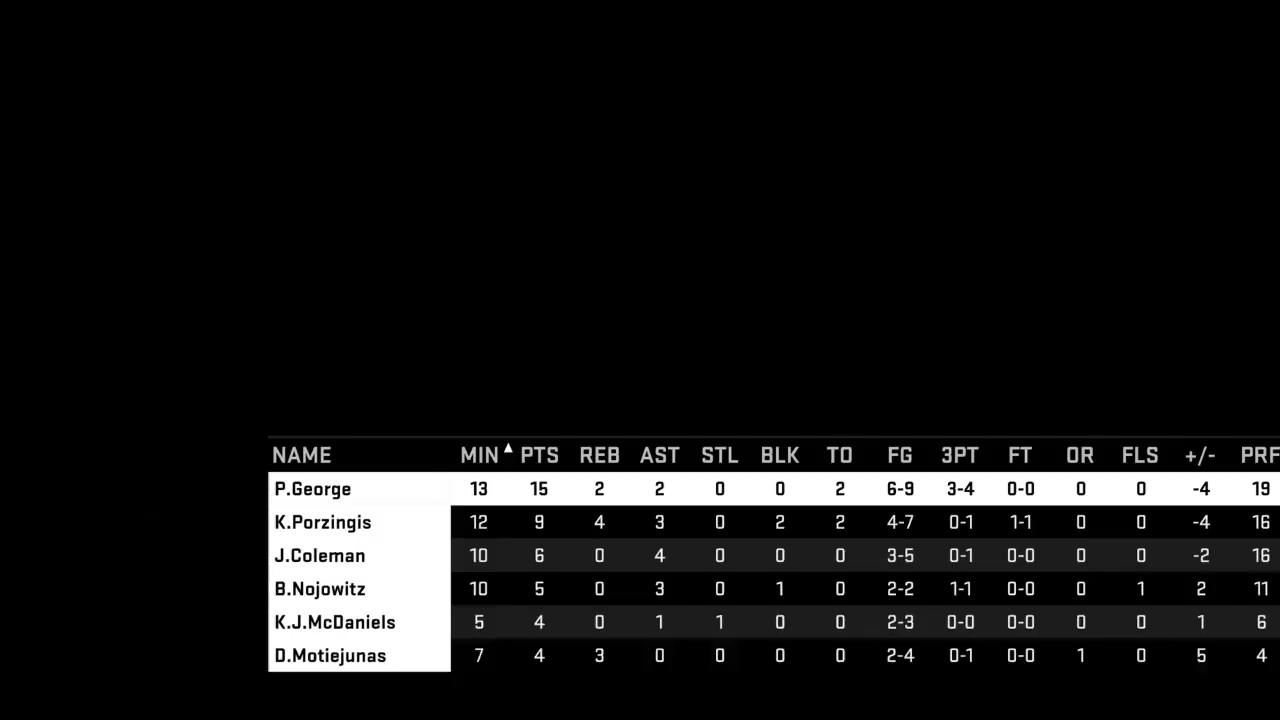 NAME MIN ▲ PTS REB AST STL BLK TO FG 3PT FT OR FLS +/- PRF
P.George 13 15 2 2 0 0 2 6-9 3-4 0-0 0 0 -4 19
K.Porzingis 12 9 4 3 0 2 2 4-7 0-1 1-1 0 0 -4 16
J.Coleman 10 6 0 4 0 0 0 3-5 0-1 0-0 0 0 -2 16
B.Nojowitz 10 5 0 3 0 1 0 2-2 1-1 0-0 0 1 2 11
K.J.McDaniels 5 4 0 1 1 0 0 2-3 0-0 0-0 0 0 1 6
D.Motiejunas 7 4 3 0 0 0 0 2-4 0-1 0-0 1 0 5 4